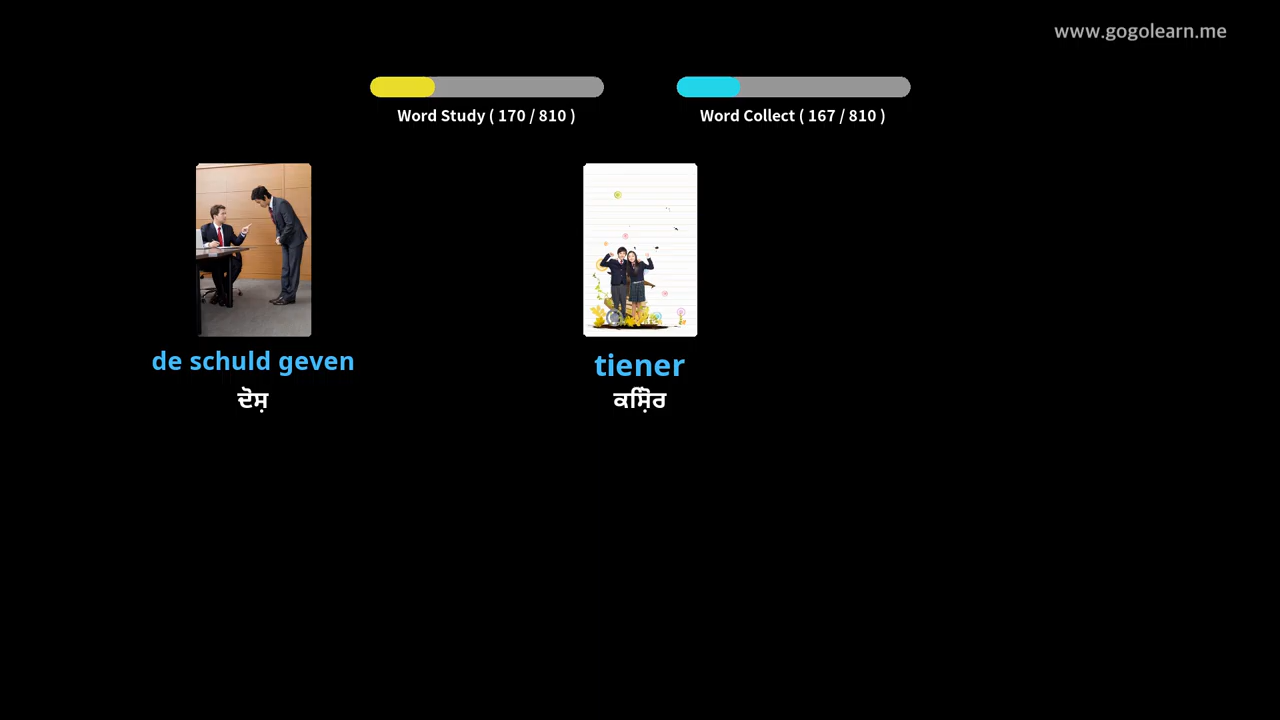 www.gogolearn.me
Word Study ( 170 / 810 )
Word Collect ( 167 / 810 )
de schuld geven
ਦੋਸ਼
tiener
ਕਿਸ਼ੋਰ